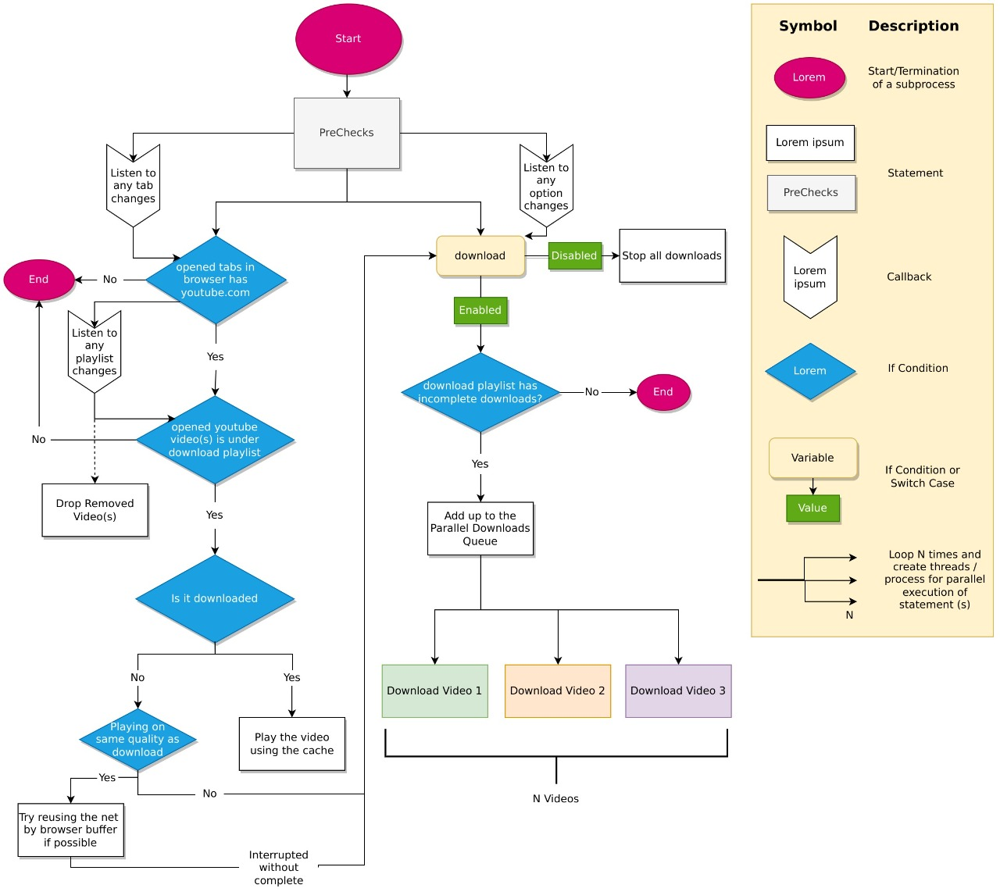 Start
PreChecks
Listen to
any tab
changes
Listen to
any
option
changes
opened tabs in
browser has
youtube.com
No
End
download
Disabled
Stop all downloads
Enabled
Listen to
any
playlist
changes
Yes
download playlist has
incomplete downloads?
No
End
opened youtube
video(s) is under
download playlist
No
Yes
Drop Removed
Video(s)
Yes
Add up to the
Parallel Downloads
Queue
Is it downloaded
No
Yes
Download Video 1
Download Video 2
Download Video 3
Playing on
same quality as
download
Play the video
using the cache
Yes
No
N Videos
Try reusing the net
by browser buffer
if possible
Interrupted
without
complete
Symbol Description
Lorem
Start/Termination
of a subprocess
Lorem ipsum
PreChecks
Statement
Lorem
ipsum
Callback
Lorem
If Condition
Variable
Value
If Condition or
Switch Case
Loop N times and
create threads /
process for parallel
execution of
statement (s)
N